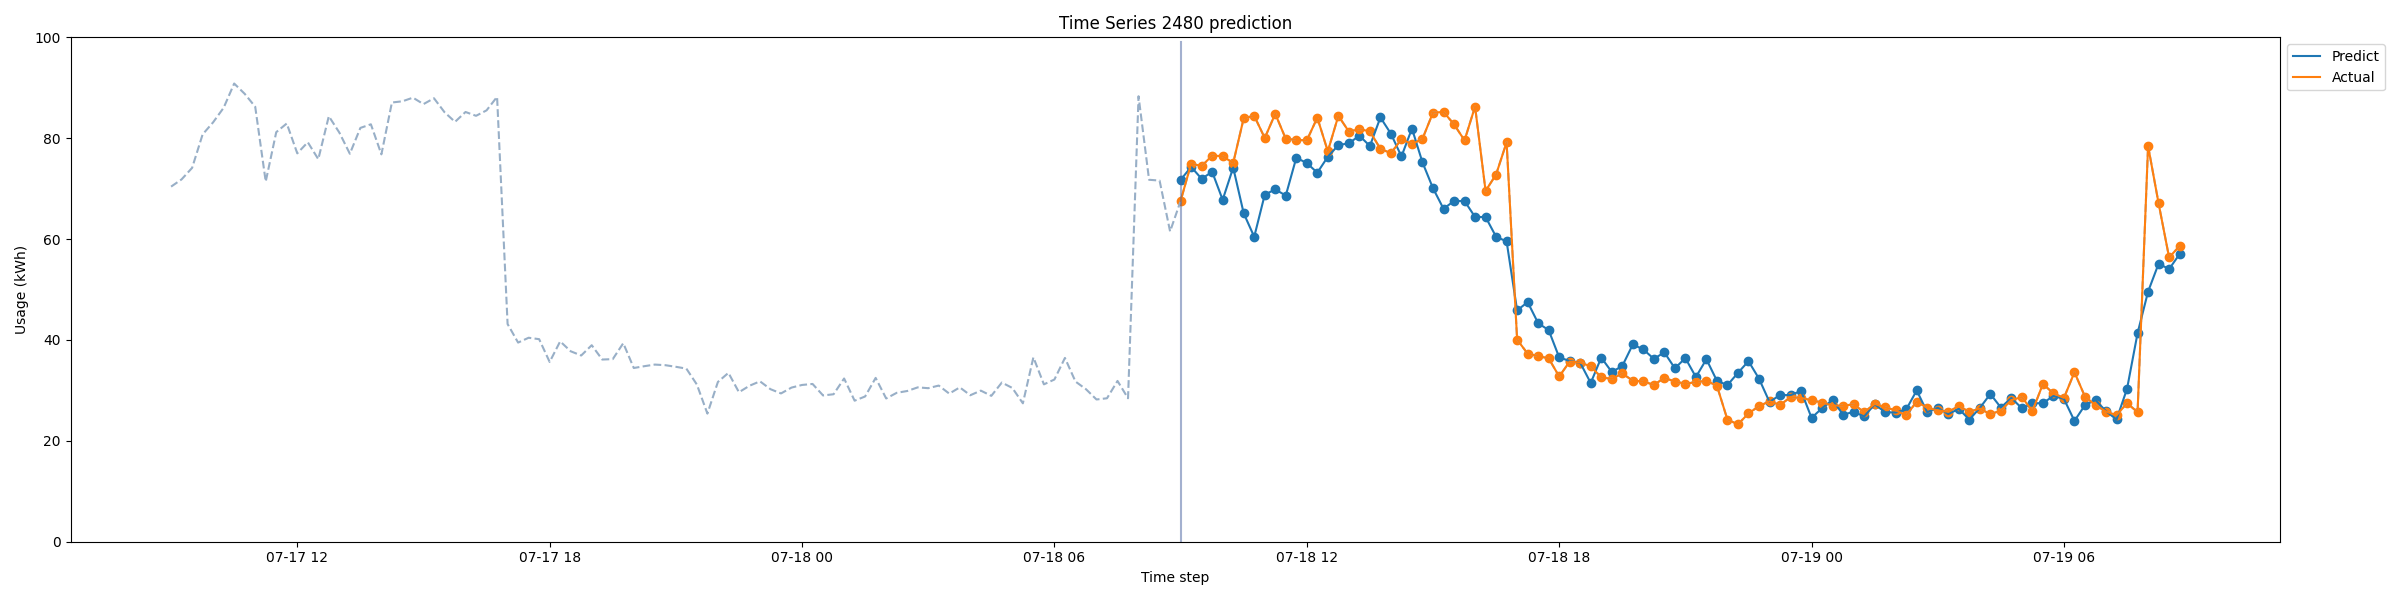 Time Series 2480 prediction
Predict
Actual
100
80
60
40
20
0
Usage (kWh)
07-17 12
07-17 18
07-18 00
07-18 06
07-18 12
07-18 18
07-19 00
07-19 06
Time step